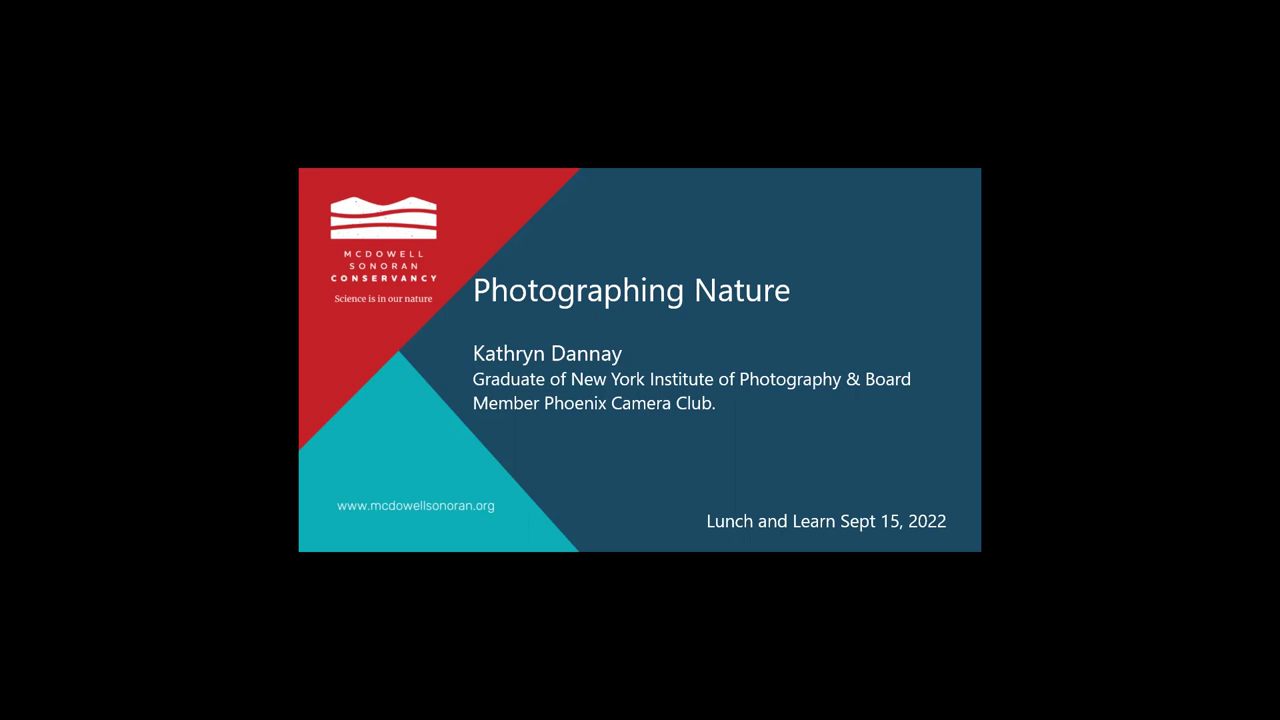 MCDOWELL
SONORAN
CONSERVANCY
Science is in our nature
Photographing Nature
Kathryn Dannay
Graduate of New York Institute of Photography & Board
Member Phoenix Camera Club.
www.mcdowellsonoran.org
Lunch and Learn Sept 15, 2022